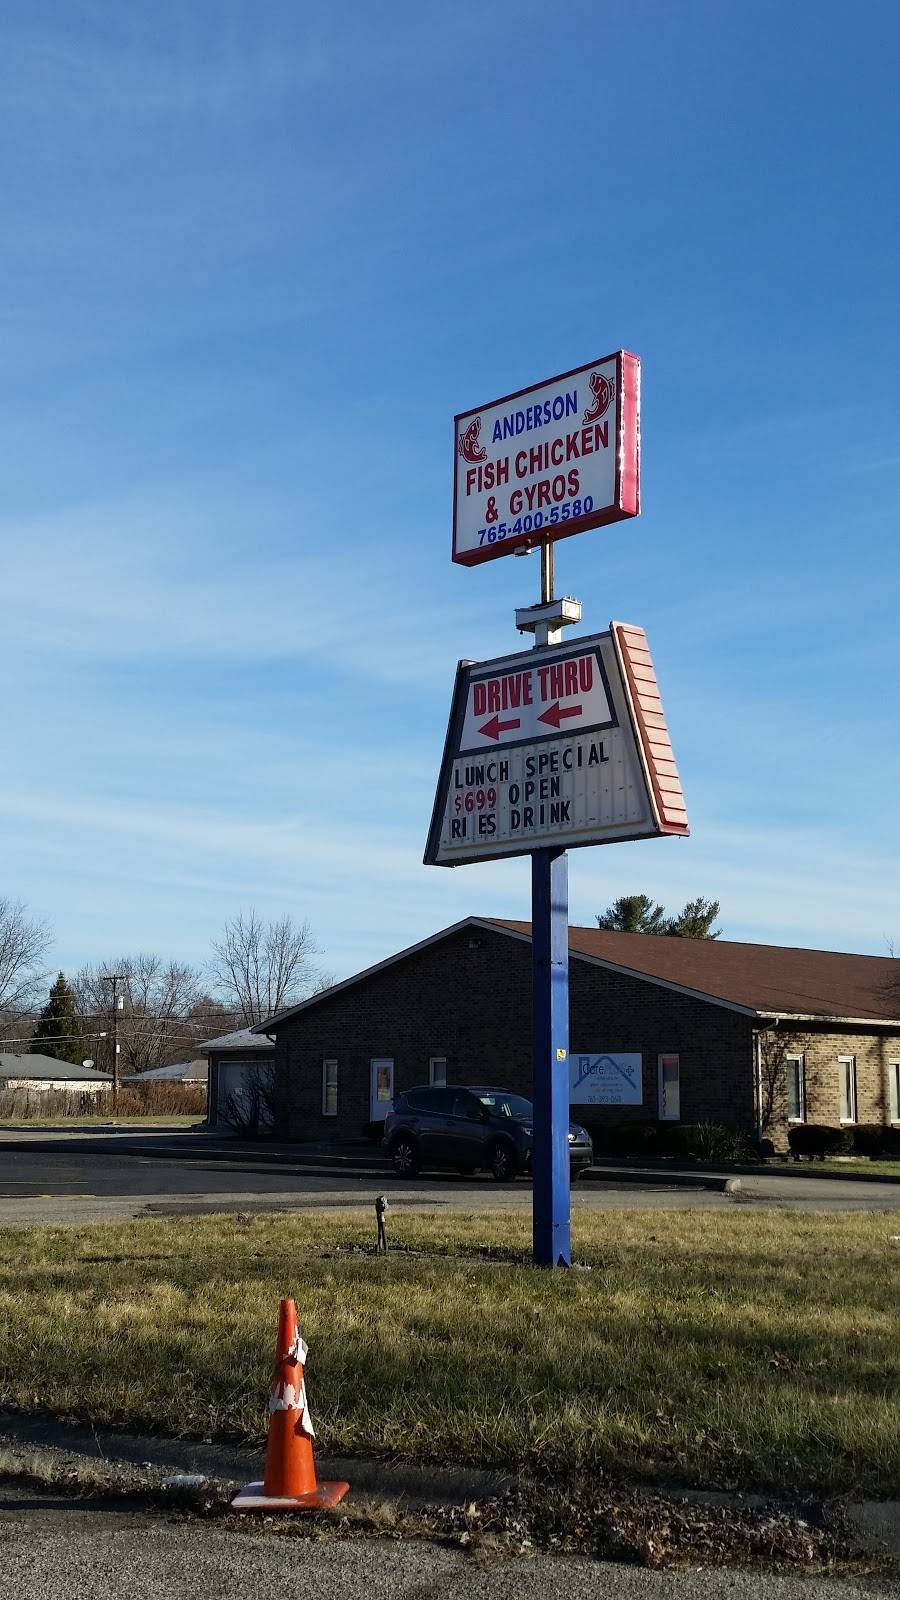 ANDERSON
FISH CHICKEN
& GYROS
765-400-5580
DRIVE THRU
LUNCH SPECIAL
$699 OPEN
RI ES DRINK